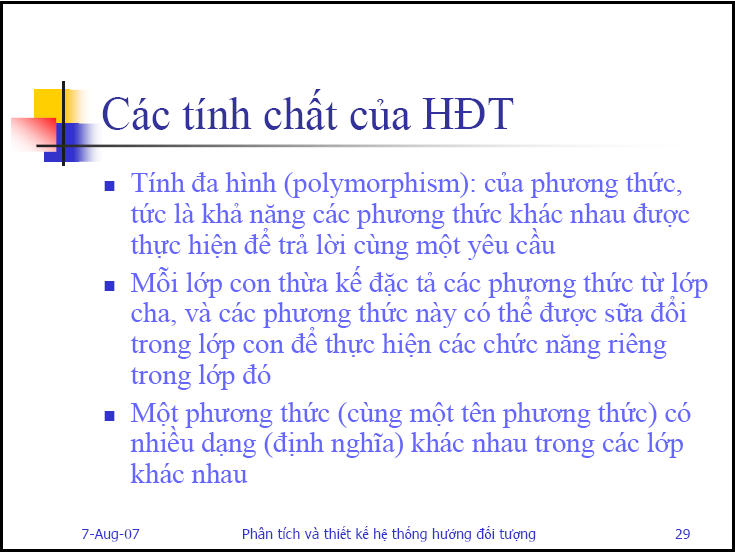 Các tính chất của HĐT
Tính đa hình (polymorphism): của phương thức,
tức là khả năng các phương thức khác nhau được
thực hiện để trả lời cùng một yêu cầu
Mỗi lớp con thừa kế đặc tả các phương thức từ lớp
cha, và các phương thức này có thể được sữa đổi
trong lớp con để thực hiện các chức năng riêng
trong lớp đó
Một phương thức (cùng một tên phương thức) có
nhiều dạng (định nghĩa) khác nhau trong các lớp
khác nhau
7-Aug-07 Phân tích và thiết kế hệ thống hướng đối tượng 29